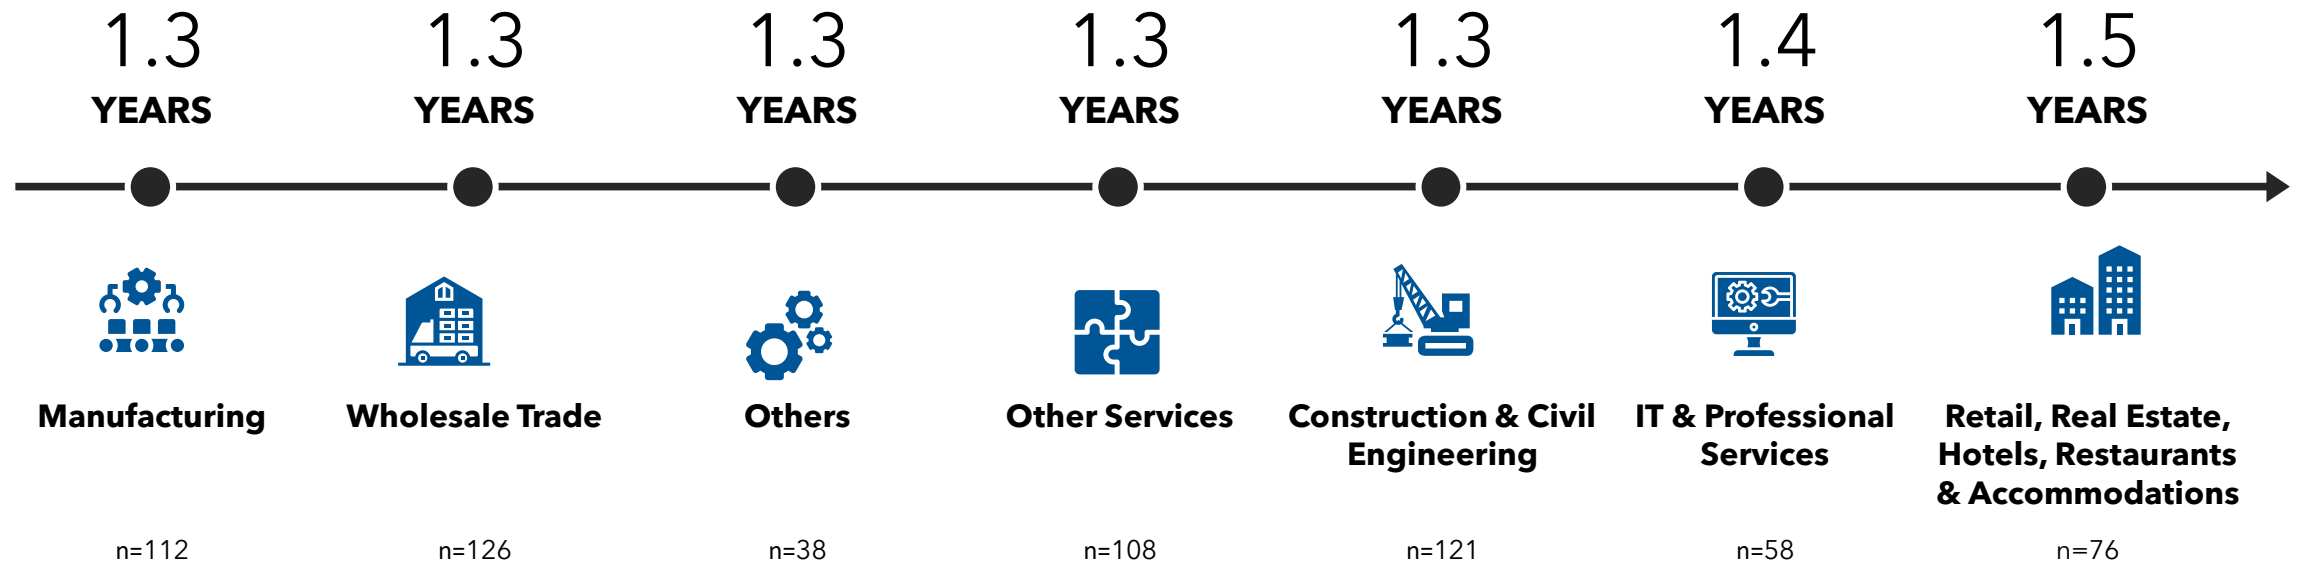 1.3
YEARS
1.3
YEARS
1.3
YEARS
1.3
YEARS
1.3
YEARS
1.4
YEARS
1.5
YEARS
Manufacturing
n=112
Wholesale Trade
n=126
Others
n=38
Other Services
n=108
Construction & Civil
Engineering
n=121
IT & Professional
Services
n=58
Retail, Real Estate,
Hotels, Restaurants
& Accommodations
n=76